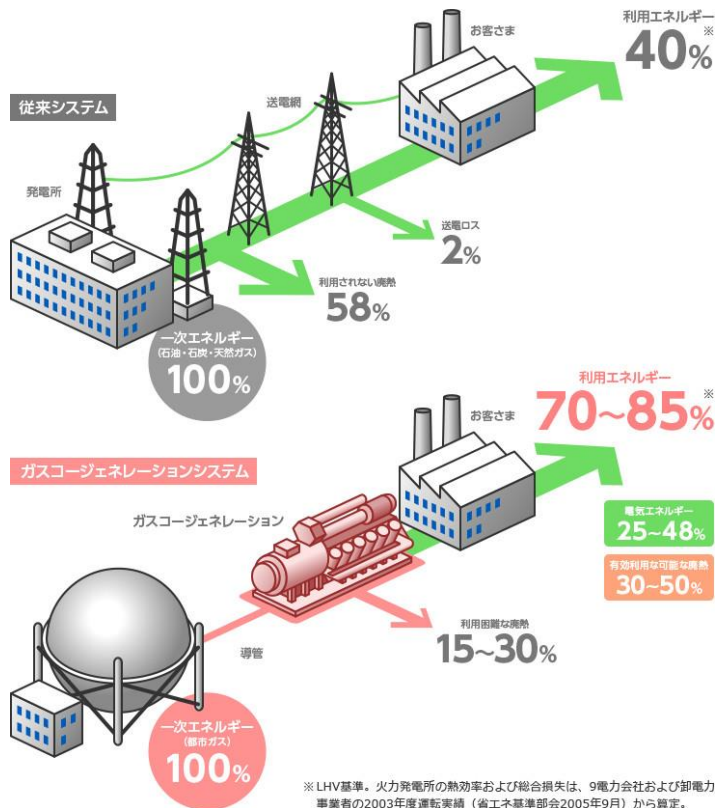 利用エネルギー
※
40%
お客さま
従来システム
送電網
発電所
送電ロス
2%
利用されない廃熱
58%
一次エネルギー
(石油・石炭・天然ガス)
100%
利用エネルギー
※
70~85%
お客さま
ガスコージェネレーションシステム
ガスコージェネレーション
電気エネルギー
25~48%
有効利用な可能な廃熱
30~50%
利用困難な廃熱
15~30%
導管
一次エネルギー
(都市ガス)
100%
※LHV基準。火力発電所の熱効率および総合損失は、9電力会社および卸電力
事業者の2003年度運転実績（省エネ基準部会2005年9月）から算定。